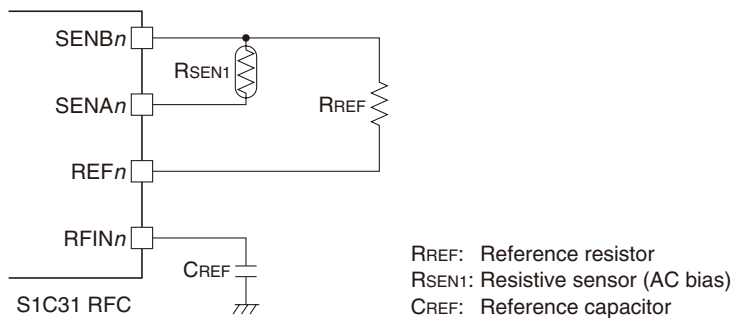 SENBn
RSEN1
SENAn
RREF
REFn
RFINn
CREF
S1C31 RFC
RREF: Reference resistor
RSEN1: Resistive sensor (AC bias)
CREF: Reference capacitor